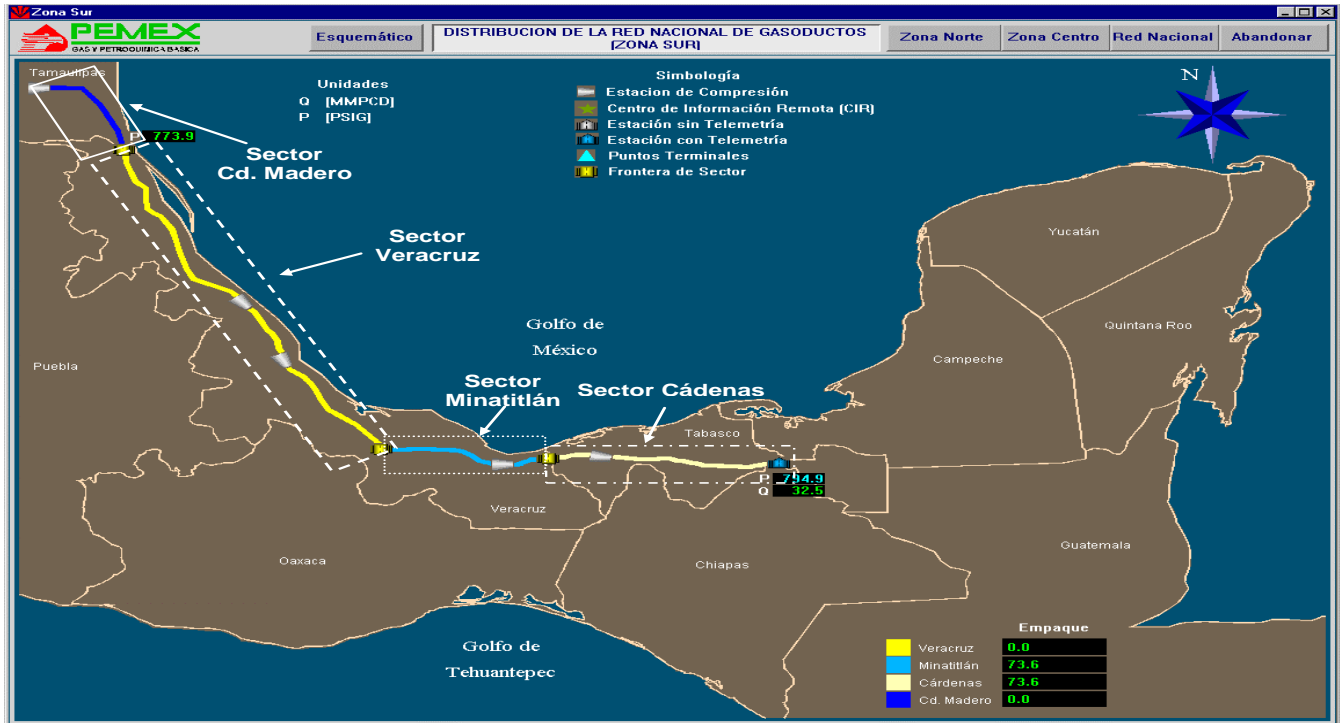 Zona Sur
PEMEX
GAS Y PETROQUIMICA BASICA
Esquemático
DISTRIBUCION DE LA RED NACIONAL DE GASODUCTOS
(ZONA SUR)
Zona Norte
Zona Centro
Red Nacional
Abandonar
Tamaulipas
Unidades
Q [MMPCD]
P [PSIG]
Simbología
Estacion de Compresión
Centro de Información Remota (CIR)
Estación sin Telemetría
Estación con Telemetría
Puntos Terminales
Frontera de Sector
N
P 773.9
Sector
Cd. Madero
Sector
Veracruz
Yucatán
Quintana Roo
Campeche
Golfo de
México
Puebla
Sector
Minatitlán
Sector Cádenas
Tabasco
P 794.9
Q 32.5
Veracruz
Oaxaca
Chiapas
Guatemala
Golfo de
Tehuantepec
Empaque
Veracruz 0.0
Minatitlán 73.6
Cárdenas 73.6
Cd. Madero 0.0